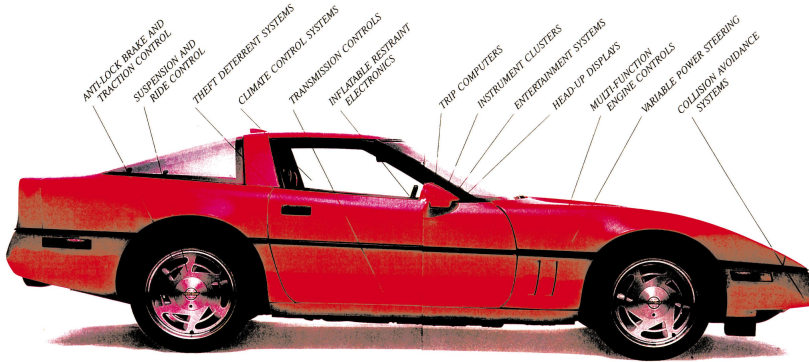 ANTI-LOCK BRAKE AND
TRACTION CONTROL
SUSPENSION AND
RIDE CONTROL
THEFT DETERRENT SYSTEMS
CLIMATE CONTROL SYSTEMS
TRANSMISSION CONTROLS
INFLATABLE RESTRAINT
ELECTRONICS
TRIP COMPUTERS
INSTRUMENT CLUSTERS
ENTERTAINMENT SYSTEMS
HEAD-UP DISPLAYS
MULTI-FUNCTION
ENGINE CONTROLS
VARIABLE POWER STEERING
COLLISION AVOIDANCE
SYSTEMS